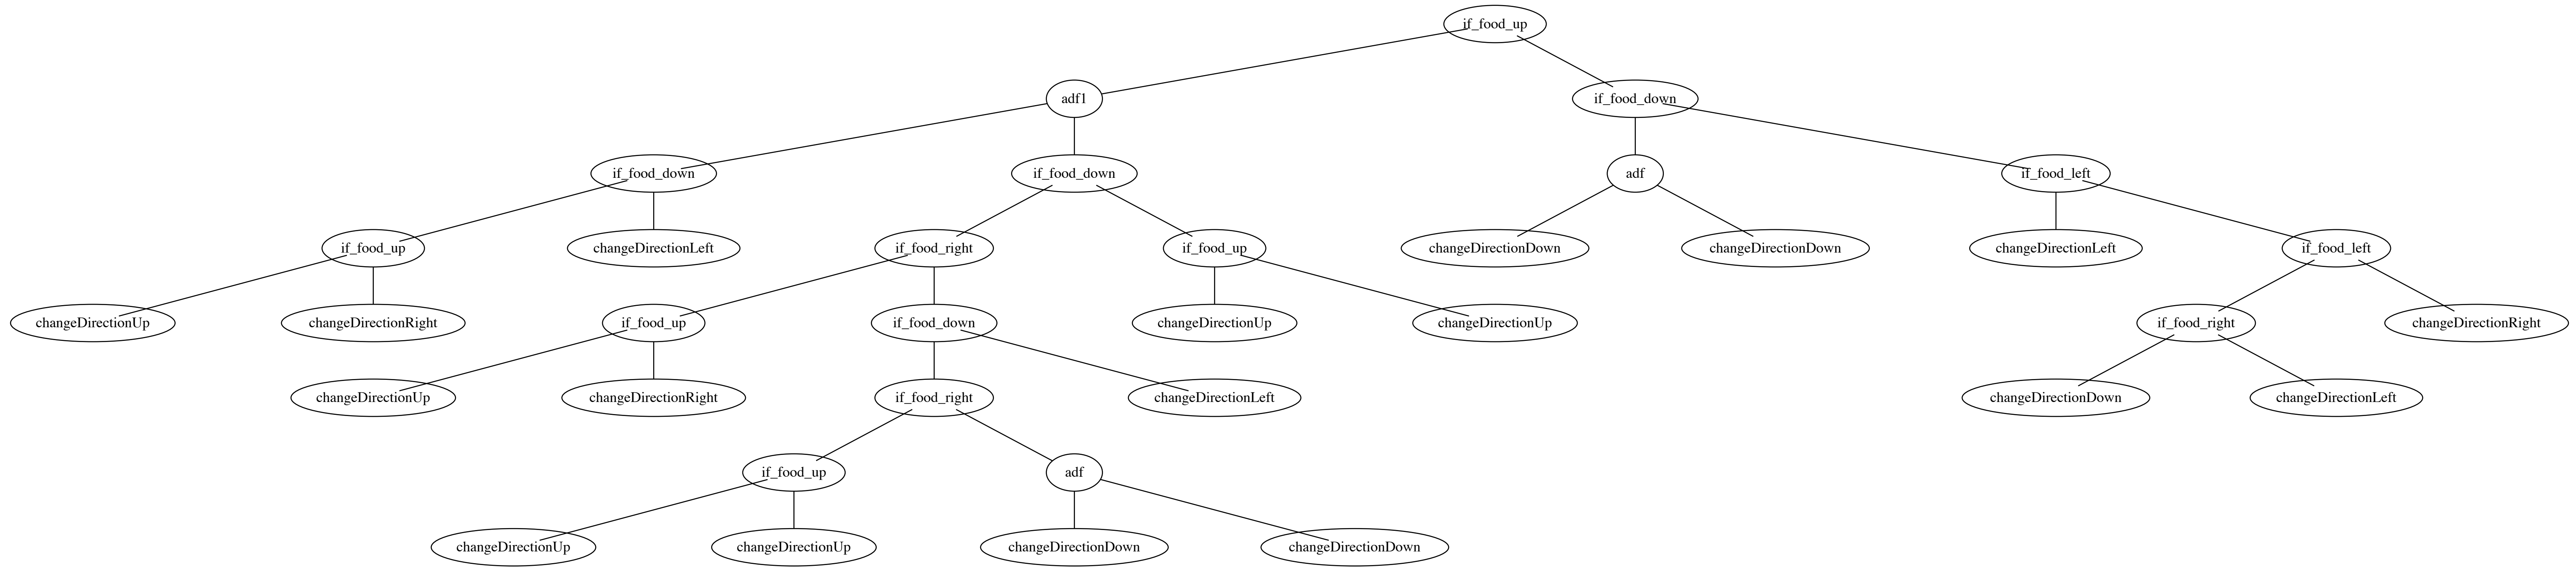 if_food_up
adf1
if_food_down
if_food_down
if_food_down
adf
if_food_left
if_food_up
changeDirectionLeft
if_food_right
if_food_up
changeDirectionDown
changeDirectionDown
changeDirectionLeft
if_food_left
changeDirectionUp
changeDirectionRight
if_food_up
if_food_down
changeDirectionUp
changeDirectionUp
if_food_right
changeDirectionRight
changeDirectionUp
changeDirectionRight
if_food_right
changeDirectionLeft
changeDirectionDown
changeDirectionLeft
if_food_up
adf
changeDirectionUp
changeDirectionUp
changeDirectionDown
changeDirectionDown